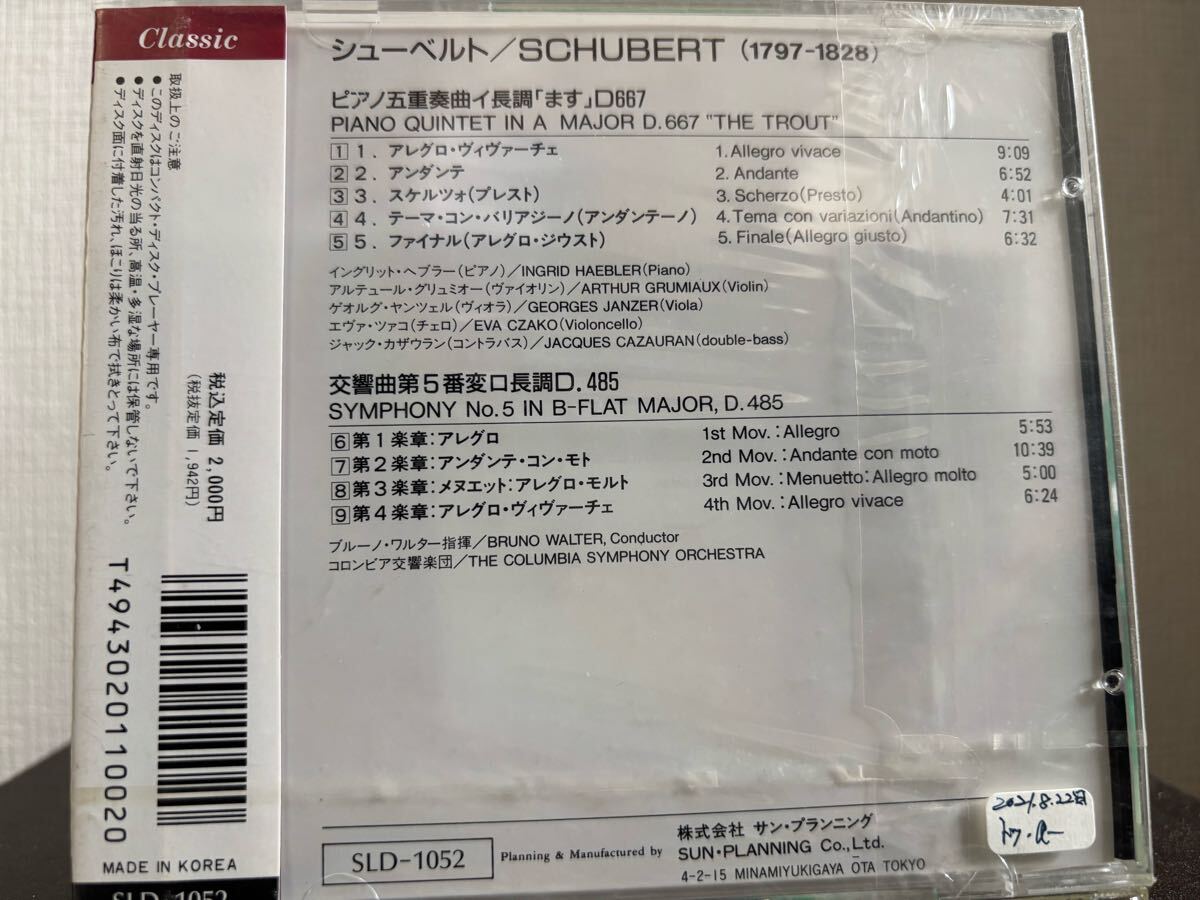 Classic
取扱上のご注意
●このディスクはコンパクト・ディスク・プレーヤー専用です。
●ディスクを直射日光の当る所、高温・多湿な場所には保管しないで下さい。
●ディスク面に付着した汚れ、ほこりは柔かい布で拭きとって下さい。
税込定価 2,000円
(税抜定価 1,942円)
T4943020110020
MADE IN KOREA
SLD-1052
シューベルト/SCHUBERT (1797-1828)
ピアノ五重奏曲イ長調「ます」D667
PIANO QUINTET IN A MAJOR D.667 "THE TROUT"
1 1. アレグロ・ヴィヴァーチェ 1. Allegro vivace 9:09
2 2. アンダンテ 2. Andante 6:52
3 3. スケルツォ(プレスト) 3. Scherzo(Presto) 4:01
4 4. テーマ・コン・バリアジーノ(アンダンテーノ) 4. Tema con variazioni(Andantino) 7:31
5 5. ファイナル(アレグロ・ジウスト) 5. Finale(Allegro giusto) 6:32
イングリット・ヘブラー(ピアノ)/INGRID HAEBLER(Piano)
アルテュール・グリュミオー(ヴァイオリン)/ARTHUR GRUMIAUX(Violin)
ゲオルグ・ヤンツェル(ヴィオラ)/GEORGES JANZER(Viola)
エヴァ・ツァコ(チェロ)/EVA CZAKO(Violoncello)
ジャック・カザウラン(コントラバス)/JACQUES CAZAURAN(double-bass)
交響曲第5番変ロ長調D.485
SYMPHONY No.5 IN B-FLAT MAJOR, D.485
6 第1楽章:アレグロ 1st Mov.:Allegro 5:53
7 第2楽章:アンダンテ・コン・モト 2nd Mov.:Andante con moto 10:39
8 第3楽章:メヌエット:アレグロ・モルト 3rd Mov.:Menuetto:Allegro molto 5:00
9 第4楽章:アレグロ・ヴィヴァーチェ 4th Mov.:Allegro vivace 6:24
ブルーノ・ワルター指揮/BRUNO WALTER, Conductor
コロンビア交響楽団/THE COLUMBIA SYMPHONY ORCHESTRA
SLD-1052
Planning & Manufactured by
株式会社 サン・プランニング
SUN・PLANNING Co.,Ltd.
4-2-15 MINAMIYUKIGAYA ŌTA TOKYO
2021.8.22